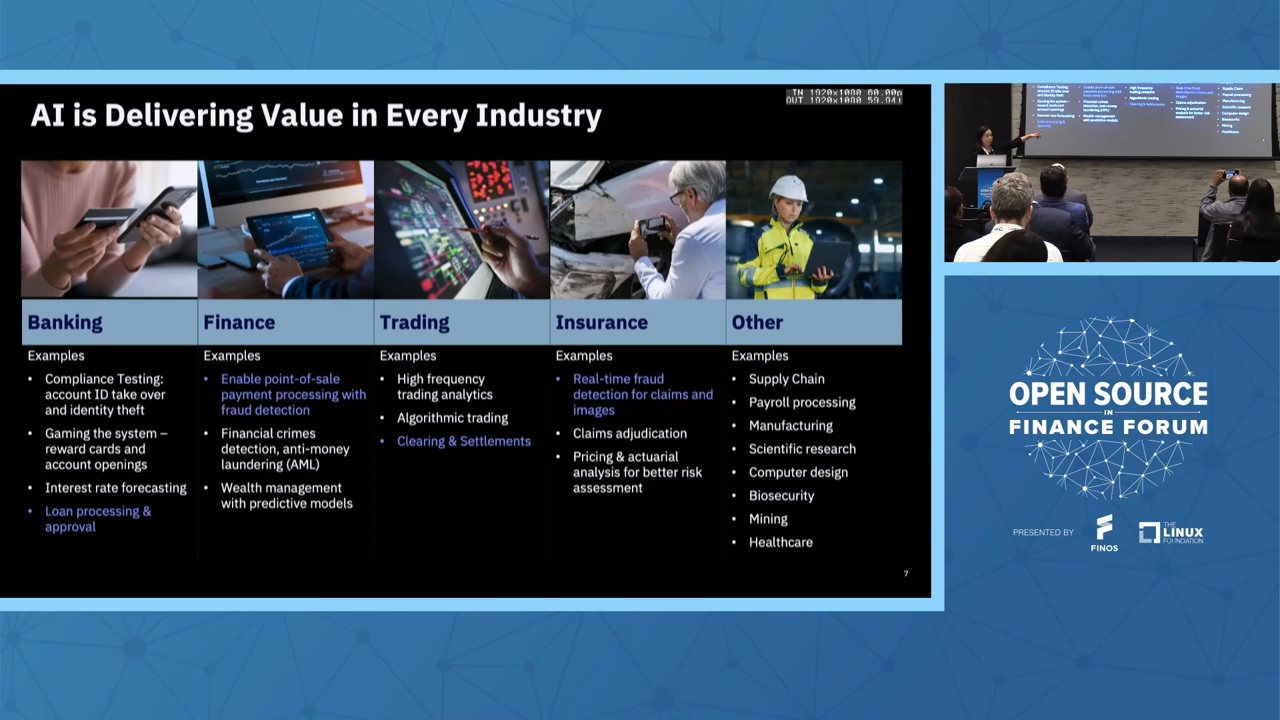 AI is Delivering Value in Every Industry
IN 1920x1080 60.00p
OUT 1920x1080 59.94i
Banking
Examples
• Compliance Testing:
account ID take over
and identity theft
• Gaming the system –
reward cards and
account openings
• Interest rate forecasting
• Loan processing &
approval
Finance
Examples
• Enable point-of-sale
payment processing with
fraud detection
• Financial crimes
detection, anti-money
laundering (AML)
• Wealth management
with predictive models
Trading
Examples
• High frequency
trading analytics
• Algorithmic trading
• Clearing & Settlements
Insurance
Examples
• Real-time fraud
detection for claims and
images
• Claims adjudication
• Pricing & actuarial
analysis for better risk
assessment
Other
Examples
• Supply Chain
• Payroll processing
• Manufacturing
• Scientific research
• Computer design
• Biosecurity
• Mining
• Healthcare
7
OPEN SOURCE
IN
FINANCE FORUM
PRESENTED BY
FINOS
THE
LINUX
FOUNDATION